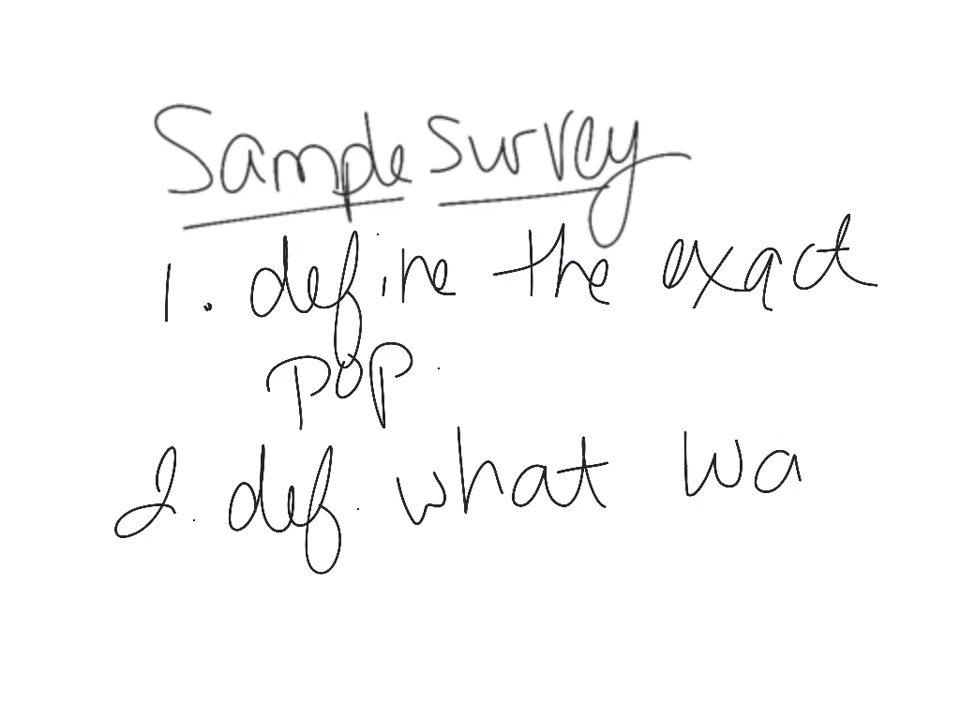 Sample survey
1. define the exact
pop.
2. def. what wa